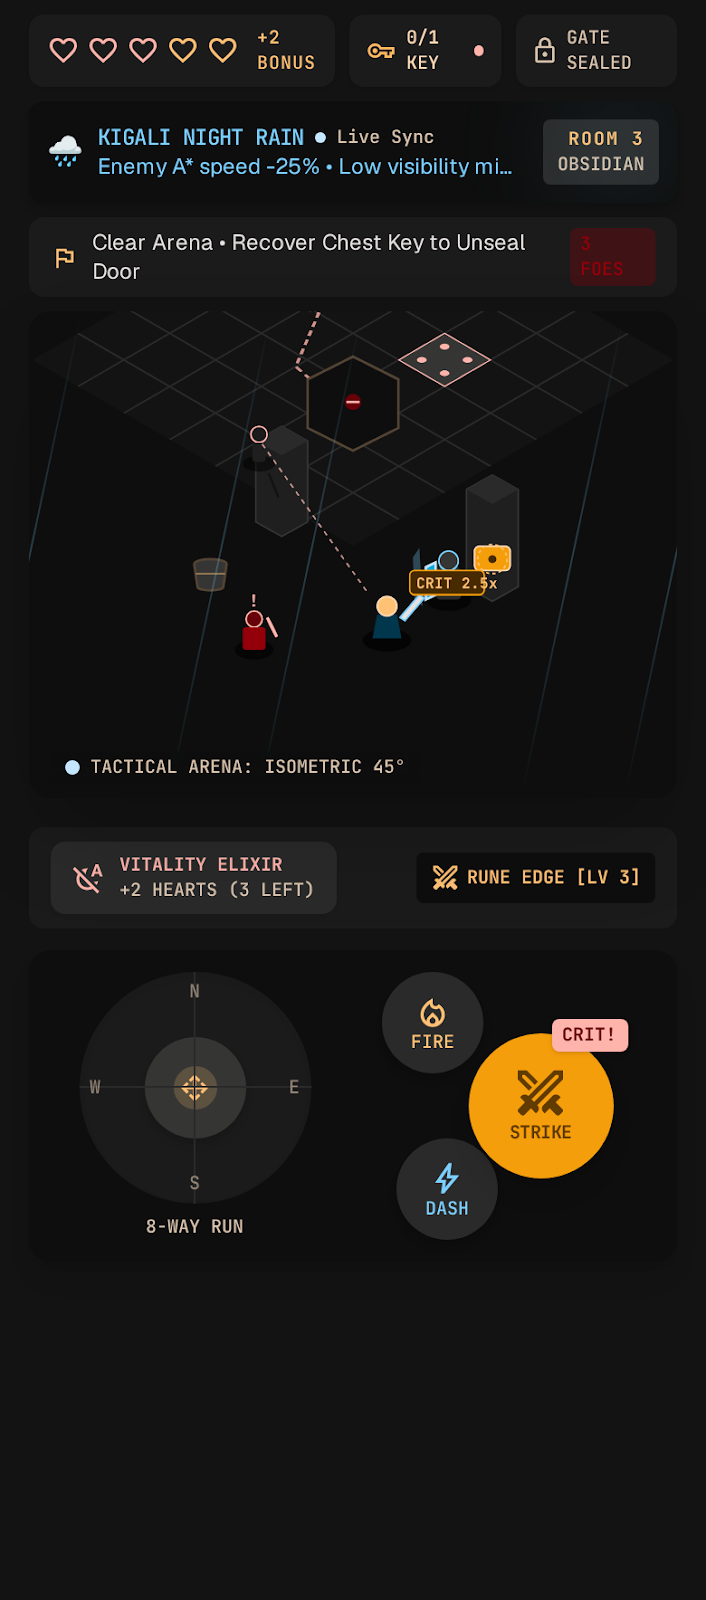 +2
BONUS
0/1
KEY
GATE
SEALED
KIGALI NIGHT RAIN ● Live Sync
Enemy A* speed -25% • Low visibility mi…
ROOM 3
OBSIDIAN
Clear Arena • Recover Chest Key to Unseal
Door
3
FOES
!
CRIT 2.5x
TACTICAL ARENA: ISOMETRIC 45°
VITALITY ELIXIR
+2 HEARTS (3 LEFT)
RUNE EDGE [LV 3]
N
W
E
S
8-WAY RUN
FIRE
CRIT!
STRIKE
DASH